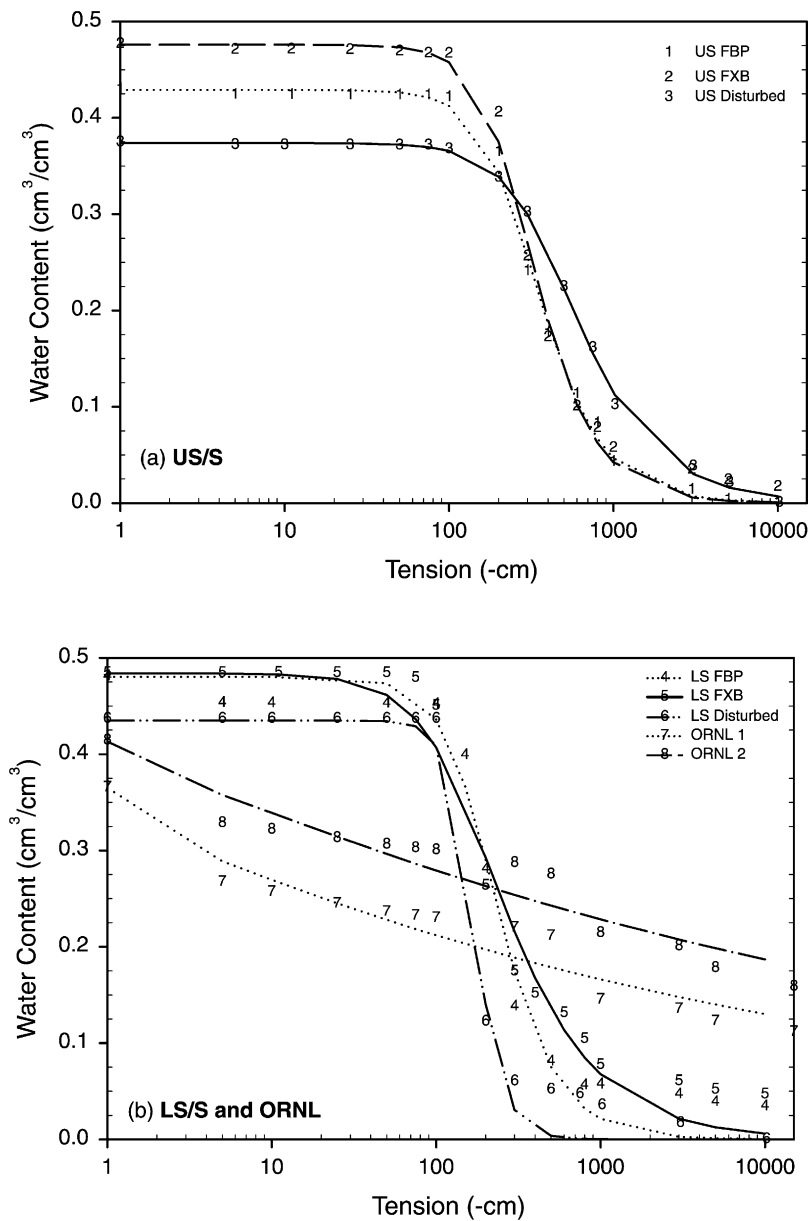 0.5
0.4
0.3
0.2
0.1
0.0
Water Content (cm³/cm³)
1 US FBP
2 US FXB
3 US Disturbed
(a) US/S
1 10 100 1000 10000
Tension (-cm)
0.5
0.4
0.3
0.2
0.1
0.0
Water Content (cm³/cm³)
4 LS FBP
5 LS FXB
6 LS Disturbed
7 ORNL 1
8 ORNL 2
(b) LS/S and ORNL
1 10 100 1000 10000
Tension (-cm)